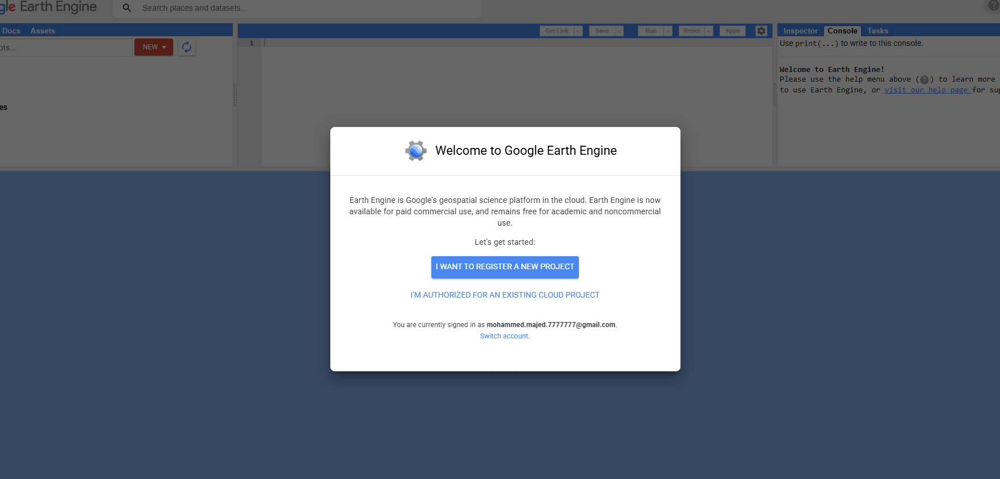 gle Earth Engine
Search places and datasets...
Docs Assets
Get Link Save Run Reset Apps
Inspector Console Tasks
pts...
NEW
1
Use print(...) to write to this console.
Welcome to Earth Engine!
Please use the help menu above (?) to learn more
to use Earth Engine, or visit our help page for sup
es
Welcome to Google Earth Engine
Earth Engine is Google's geospatial science platform in the cloud. Earth Engine is now
available for paid commercial use, and remains free for academic and noncommercial
use.
Let's get started:
I WANT TO REGISTER A NEW PROJECT
I'M AUTHORIZED FOR AN EXISTING CLOUD PROJECT
You are currently signed in as mohammed.majed.7777777@gmail.com.
Switch account.